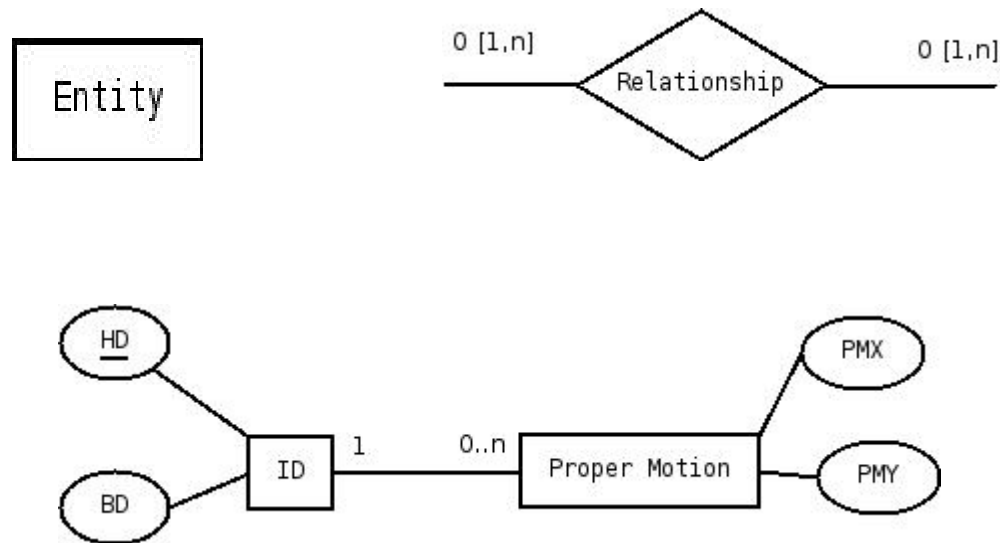 0 [1,n]
0 [1,n]
Entity
Relationship
HD
PMX
1
0..n
ID
Proper Motion
PMY
BD